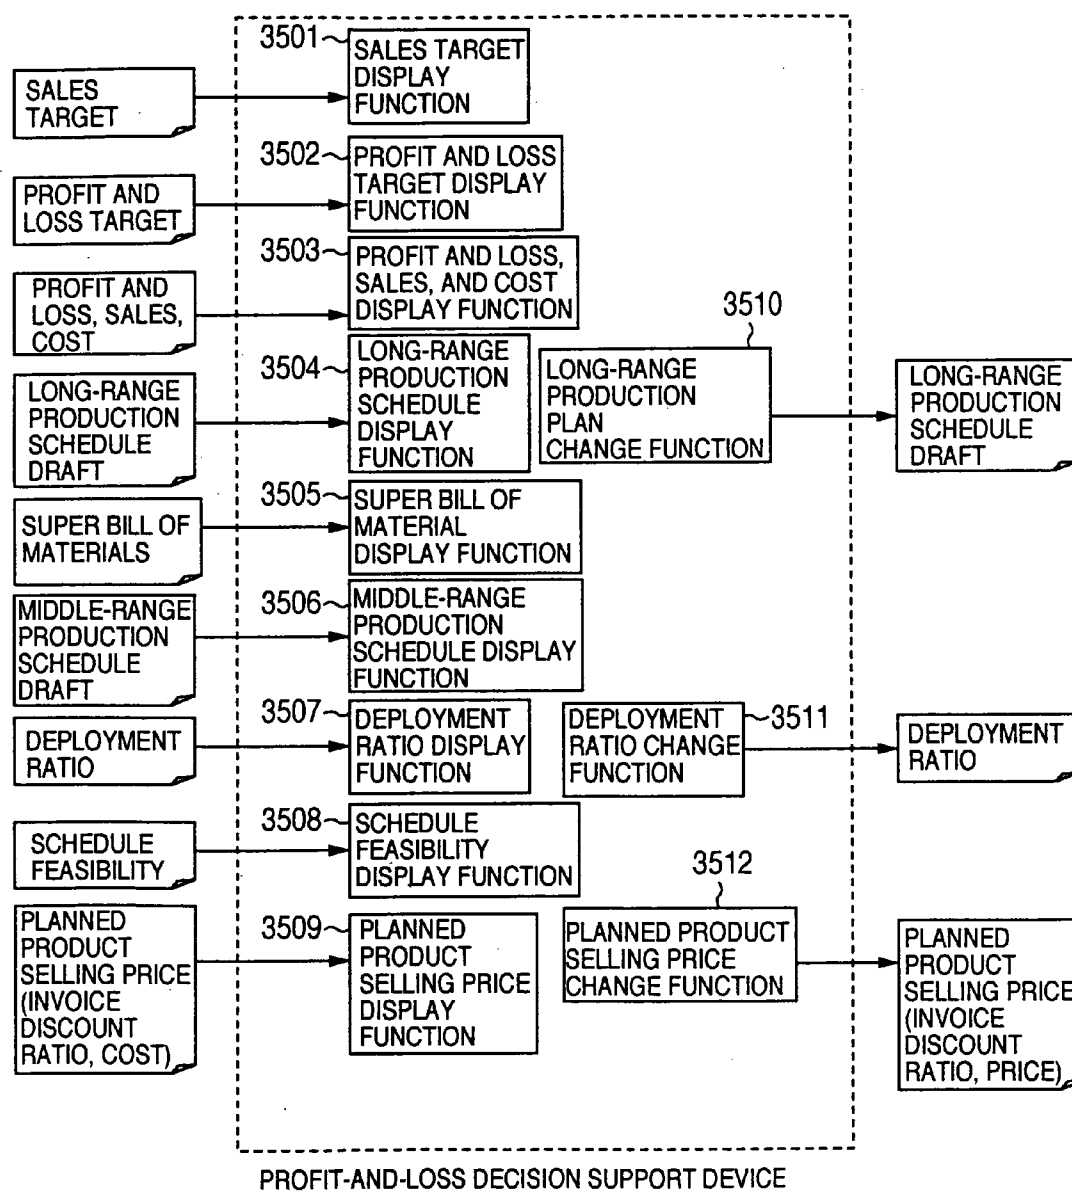 3501
SALES TARGET
DISPLAY
FUNCTION
SALES
TARGET
3502
PROFIT AND LOSS
TARGET DISPLAY
FUNCTION
PROFIT AND
LOSS TARGET
3503
PROFIT AND LOSS,
SALES, AND COST
DISPLAY FUNCTION
PROFIT AND
LOSS, SALES,
COST
3510
3504
LONG-RANGE
PRODUCTION
SCHEDULE
DISPLAY
FUNCTION
LONG-RANGE
PRODUCTION
PLAN
CHANGE FUNCTION
LONG-RANGE
PRODUCTION
SCHEDULE
DRAFT
LONG-RANGE
PRODUCTION
SCHEDULE
DRAFT
3505
SUPER BILL OF
MATERIAL
DISPLAY FUNCTION
SUPER BILL OF
MATERIALS
3506
MIDDLE-RANGE
PRODUCTION
SCHEDULE DISPLAY
FUNCTION
MIDDLE-RANGE
PRODUCTION
SCHEDULE
DRAFT
3507
DEPLOYMENT
RATIO DISPLAY
FUNCTION
DEPLOYMENT
RATIO CHANGE
FUNCTION
3511
DEPLOYMENT
RATIO
DEPLOYMENT
RATIO
3508
SCHEDULE
FEASIBILITY
DISPLAY FUNCTION
SCHEDULE
FEASIBILITY
3512
3509
PLANNED
PRODUCT
SELLING PRICE
DISPLAY
FUNCTION
PLANNED PRODUCT
SELLING PRICE
CHANGE FUNCTION
PLANNED
PRODUCT
SELLING PRICE
(INVOICE
DISCOUNT
RATIO, COST)
PLANNED
PRODUCT
SELLING PRICE
(INVOICE
DISCOUNT
RATIO, PRICE)
PROFIT-AND-LOSS DECISION SUPPORT DEVICE